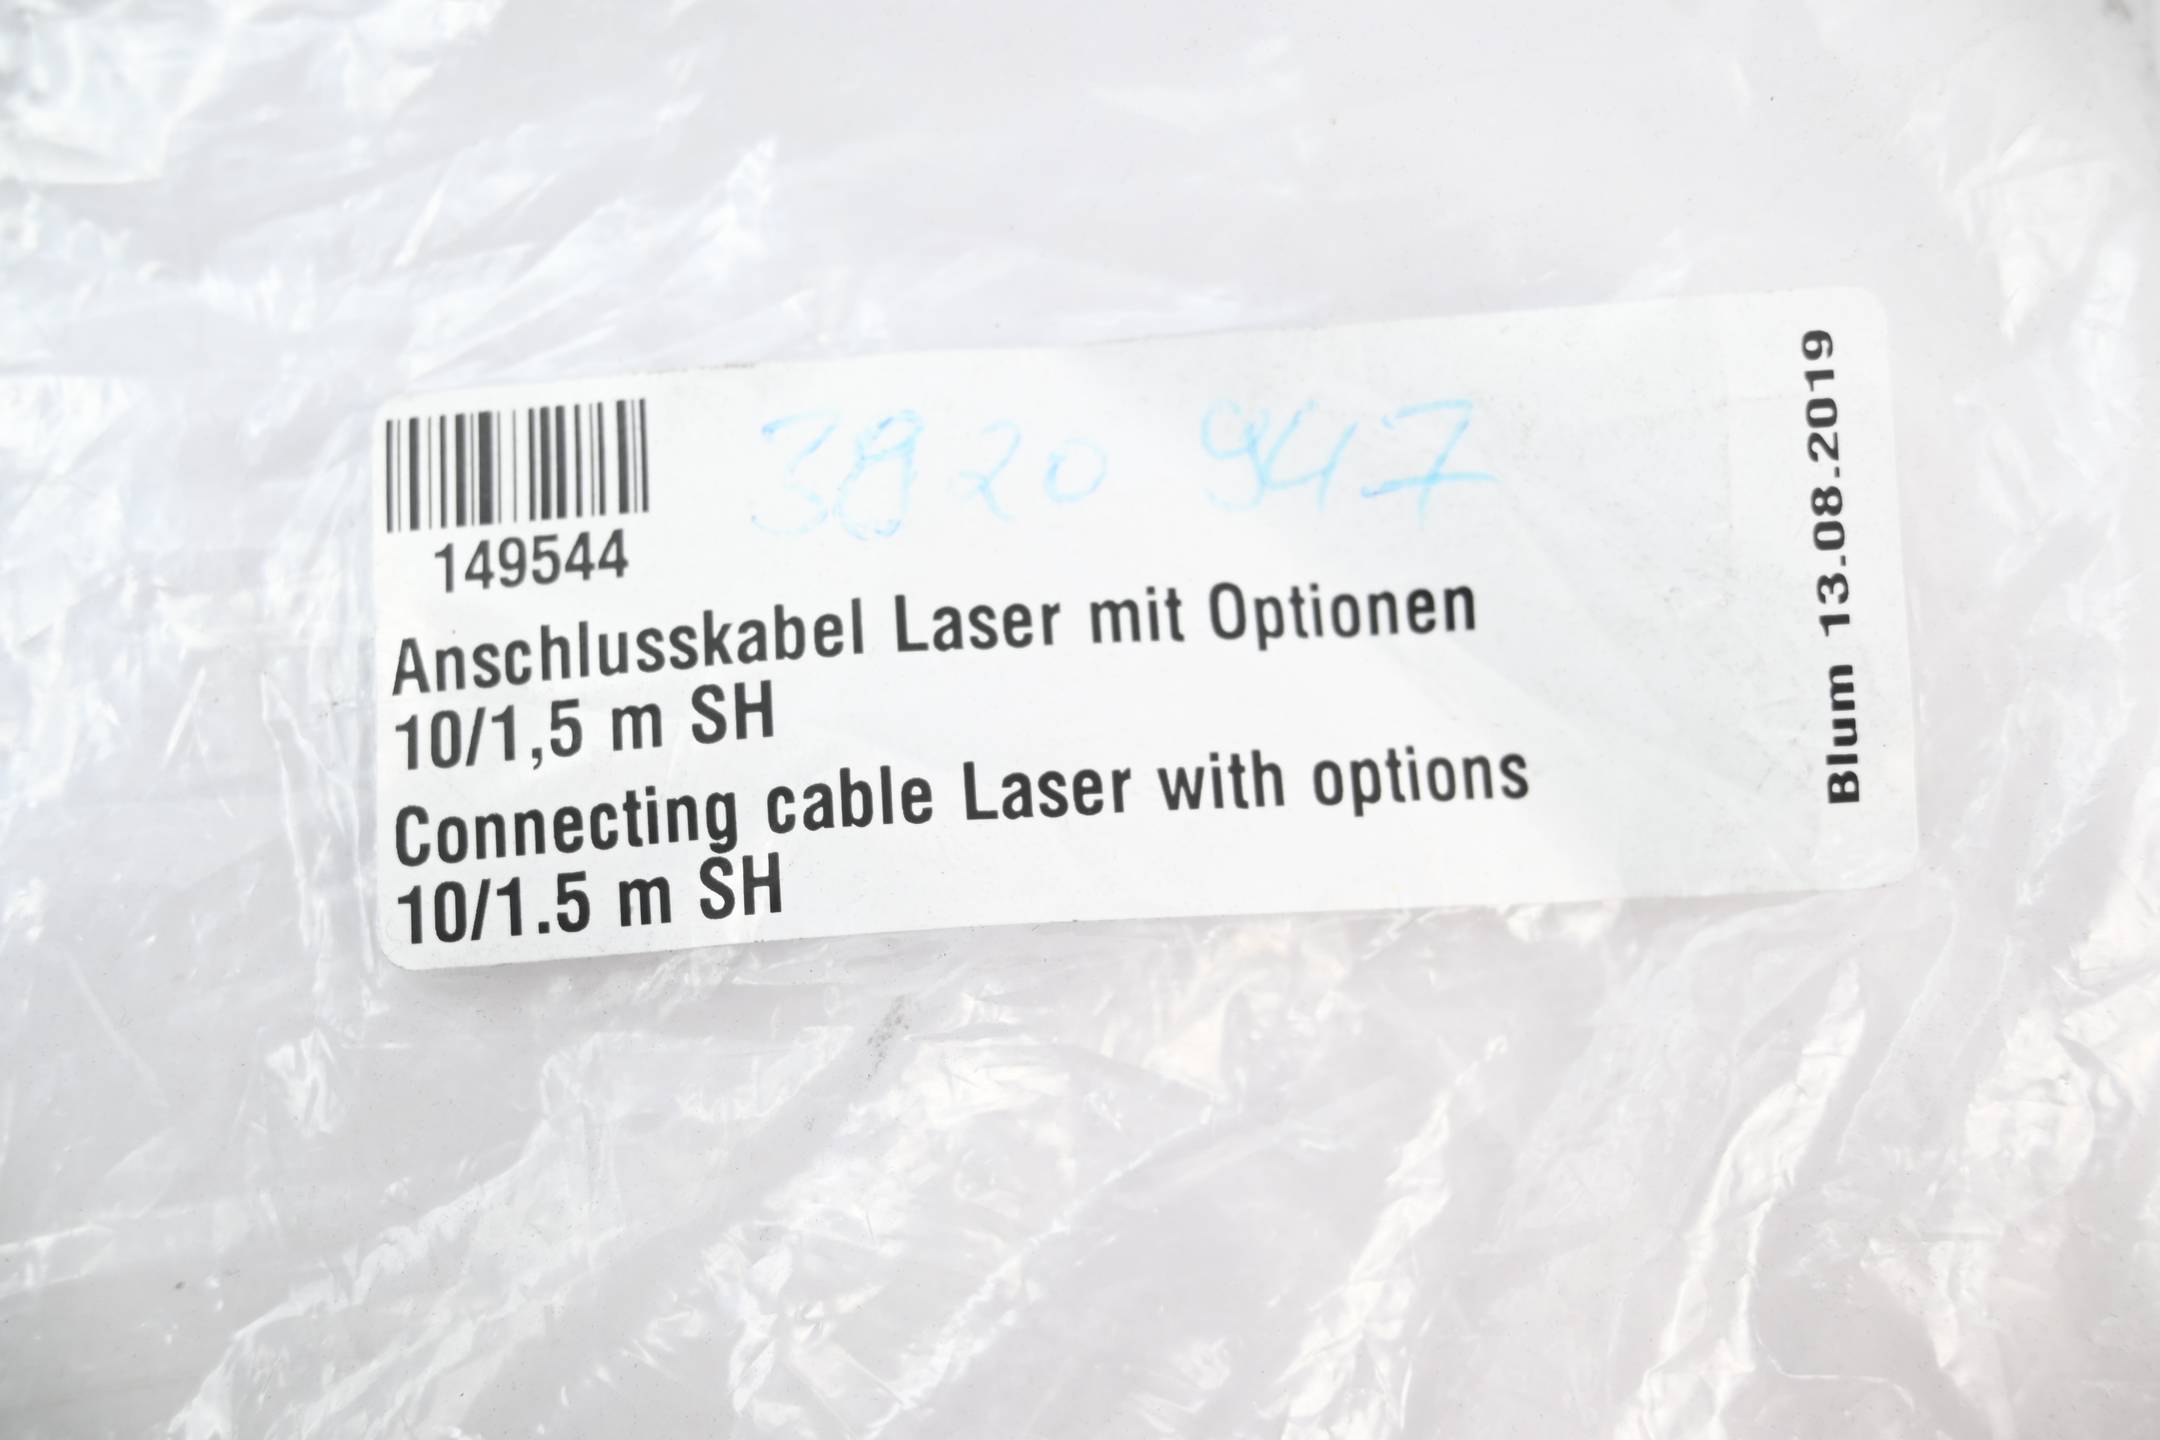 3820 947
149544
Anschlusskabel Laser mit Optionen
10/1,5 m SH
Connecting cable Laser with options
10/1.5 m SH
Blum 13.08.2019